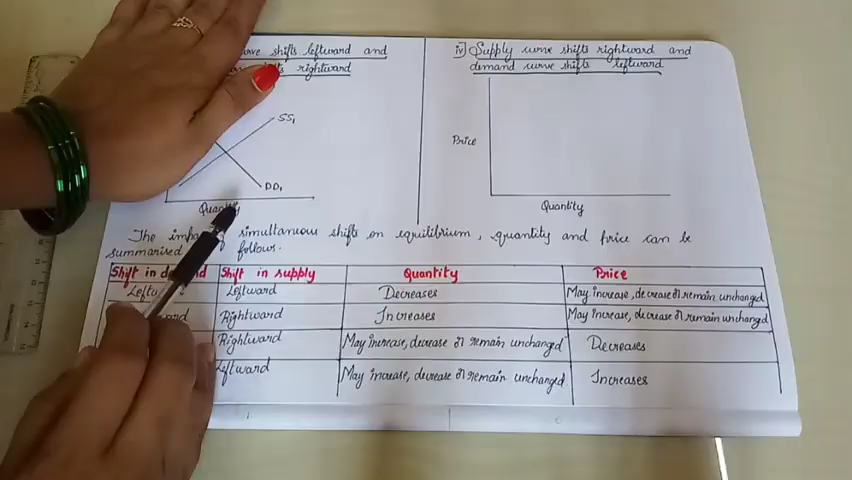 shifts leftward and
rightward
SS₁
DD₁
Quantity
iv) Supply curve shifts rightward and
demand curve shifts leftward
Price
Quantity
The simultaneous shifts on equilibrium, quantity and price can be
summarised follows.
Shift in demand Shift in supply Quantity Price
Leftward Decreases May increase, decrease or remain unchanged
Rightward Increases May increase, decrease or remain unchanged
Rightward May increase, decrease or remain unchanged Decreases
Leftward May increase, decrease or remain unchanged Increases